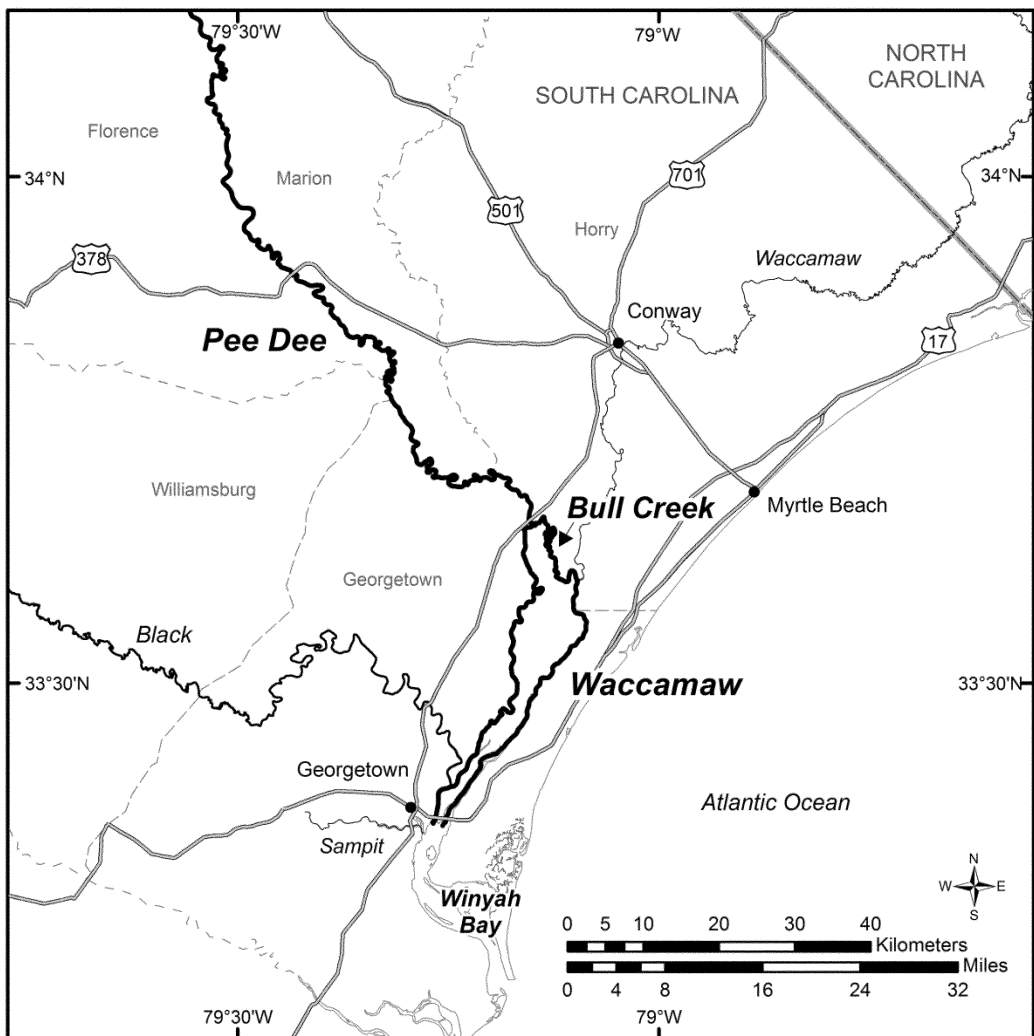 79°30'W
79°W
NORTH
CAROLINA
SOUTH CAROLINA
Florence
34°N
Marion
701
34°N
501
Horry
378
Waccamaw
Conway
Pee Dee
17
Williamsburg
Bull Creek
Myrtle Beach
Georgetown
Black
33°30'N
Waccamaw
33°30'N
Georgetown
Atlantic Ocean
Sampit
N
W
E
S
Winyah
Bay
0 5 10 20 30 40
Kilometers
Miles
0 4 8 16 24 32
79°30'W
79°W